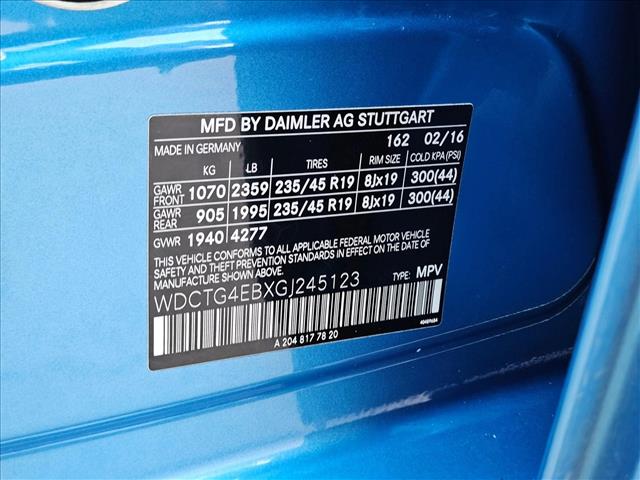 MFD BY DAIMLER AG STUTTGART
MADE IN GERMANY 162 02/16
KG LB TIRES RIM SIZE COLD KPA (PSI)
GAWR FRONT 1070 2359 235/45 R19 8Jx19 300(44)
GAWR REAR 905 1995 235/45 R19 8Jx19 300(44)
GVWR 1940 4277
THIS VEHICLE CONFORMS TO ALL APPLICABLE FEDERAL MOTOR VEHICLE
SAFETY AND THEFT PREVENTION STANDARDS IN EFFECT ON THE DATE OF
MANUFACTURE SHOWN ABOVE.
WDCTG4EBXGJ245123 TYPE: MPV
A 204 817 78 20